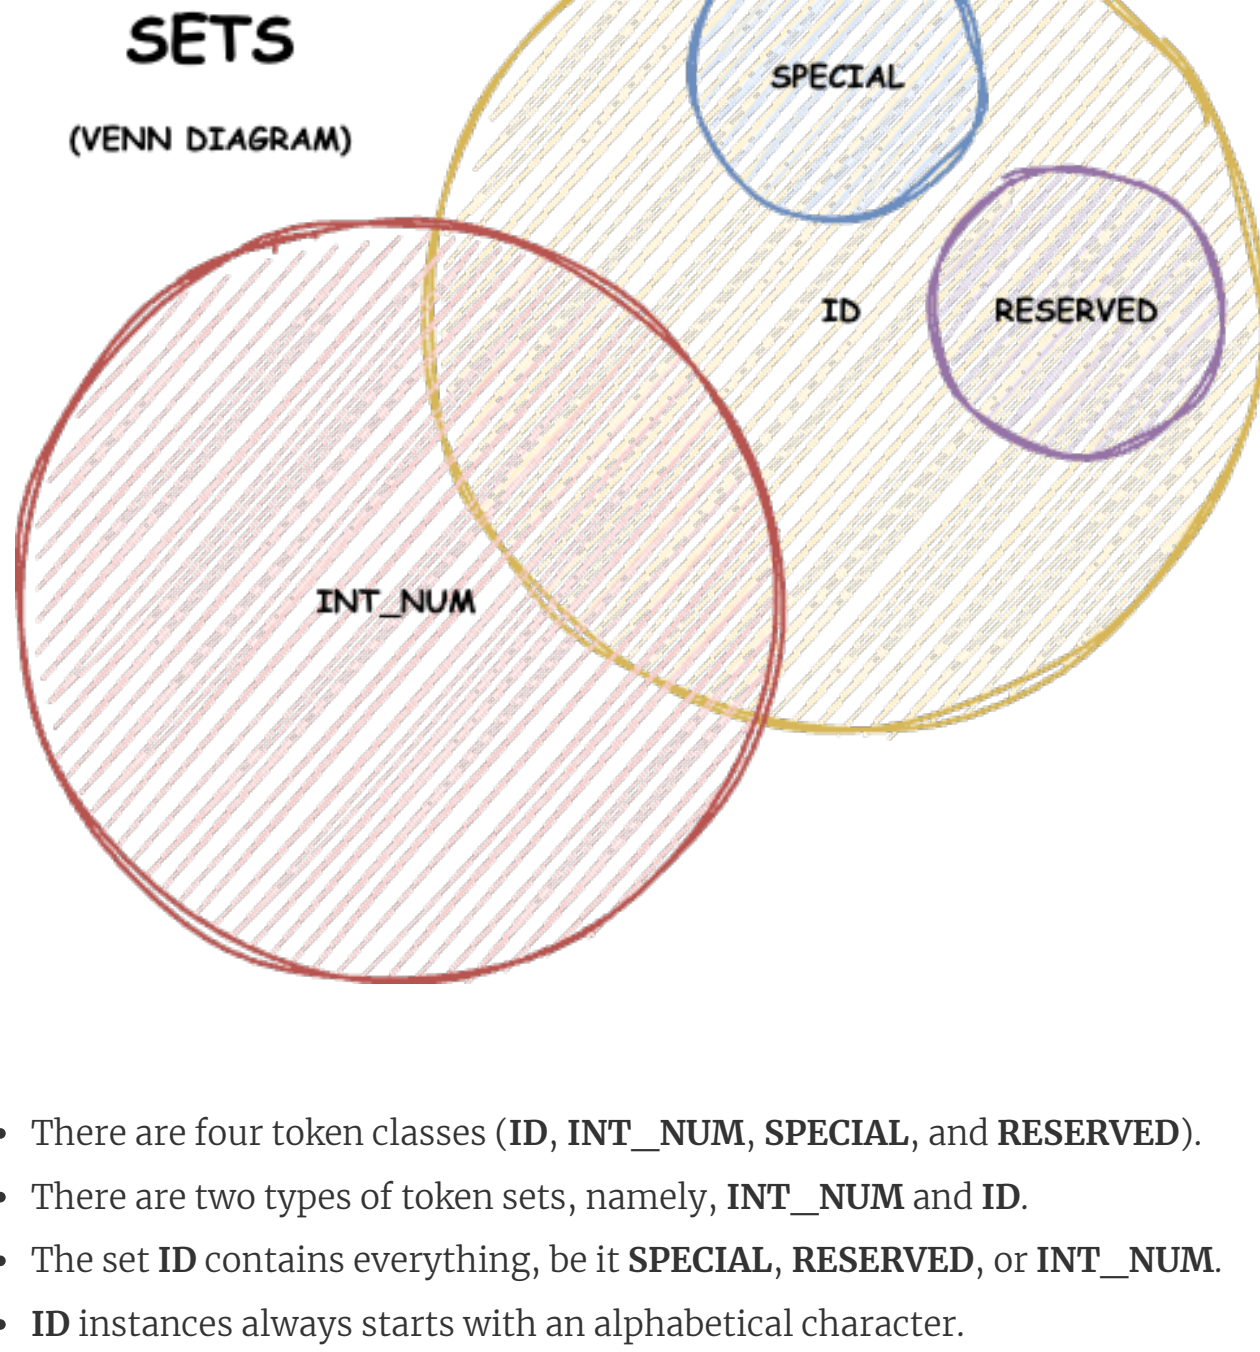 SETS
(VENN DIAGRAM)
SPECIAL
ID
RESERVED
INT_NUM
• There are four token classes (ID, INT_NUM, SPECIAL, and RESERVED).
• There are two types of token sets, namely, INT_NUM and ID.
• The set ID contains everything, be it SPECIAL, RESERVED, or INT_NUM.
• ID instances always starts with an alphabetical character.